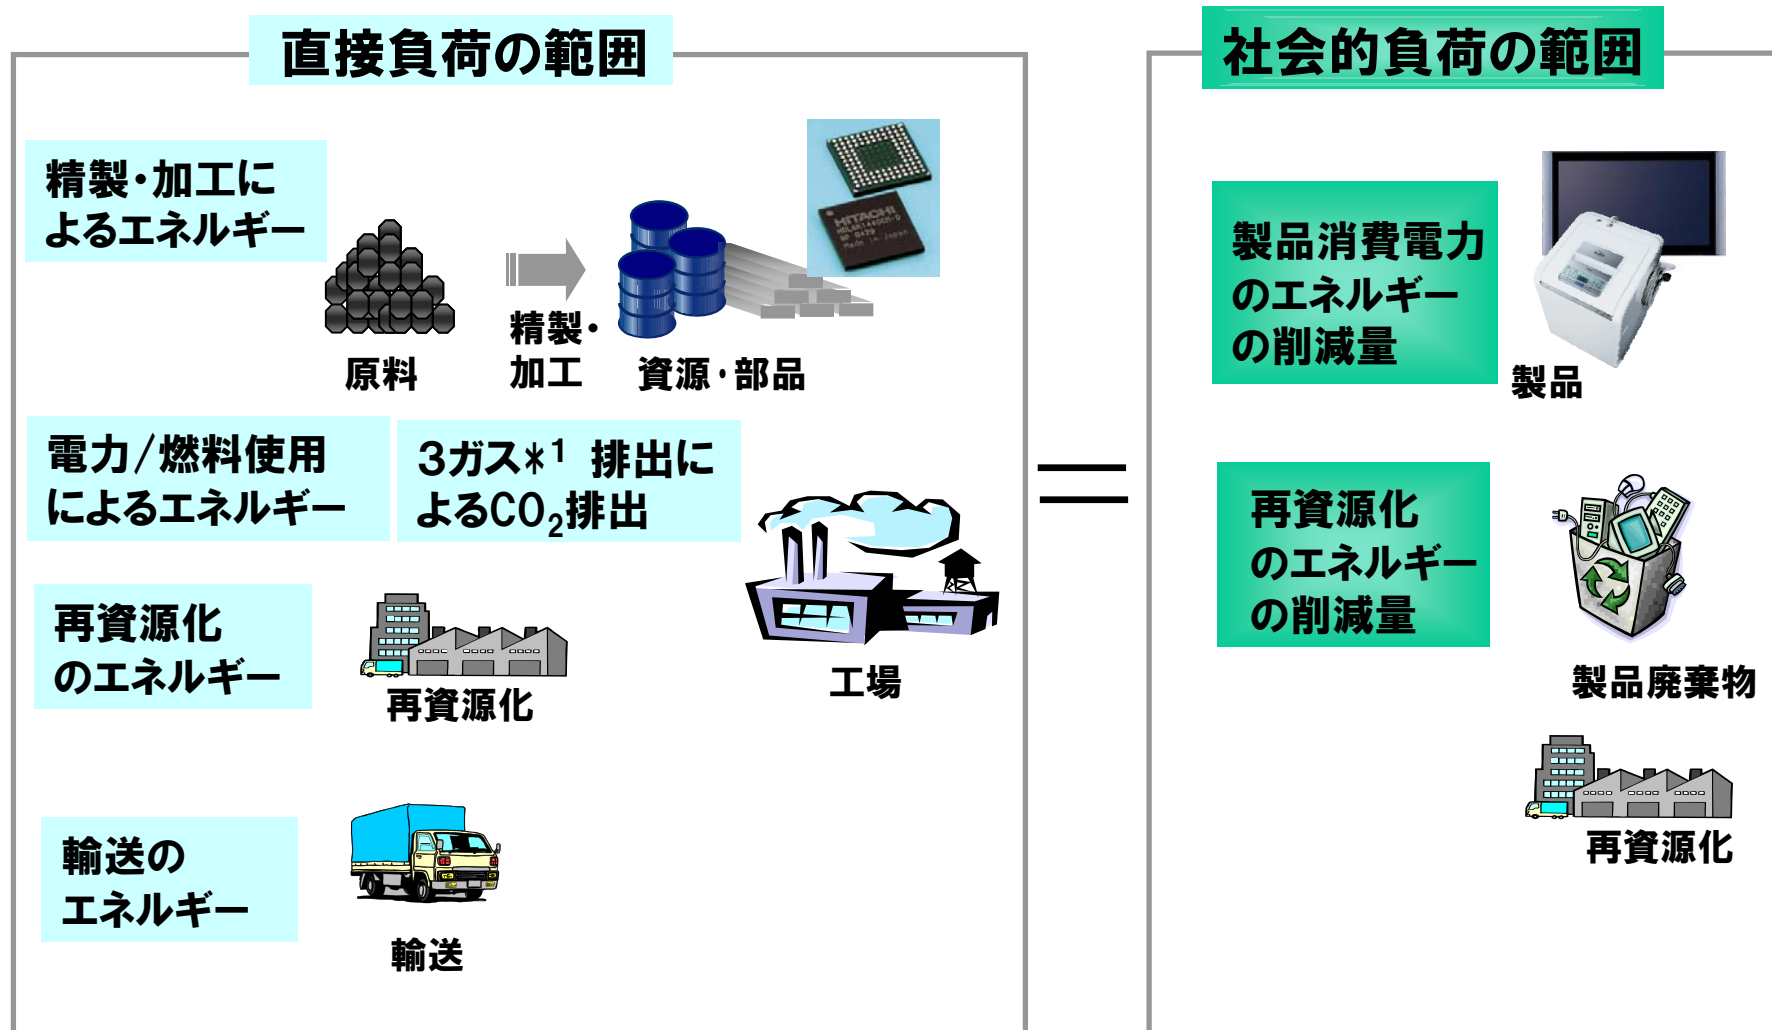 直接負荷の範囲
精製・加工に
よるエネルギー
原料
精製・
加工
資源・部品
HITACHI
Made in Japan
電力/燃料使用
によるエネルギー
3ガス*1 排出に
よるCO2排出
工場
再資源化
のエネルギー
再資源化
輸送の
エネルギー
輸送
=
社会的負荷の範囲
製品消費電力
のエネルギー
の削減量
製品
再資源化
のエネルギー
の削減量
製品廃棄物
再資源化